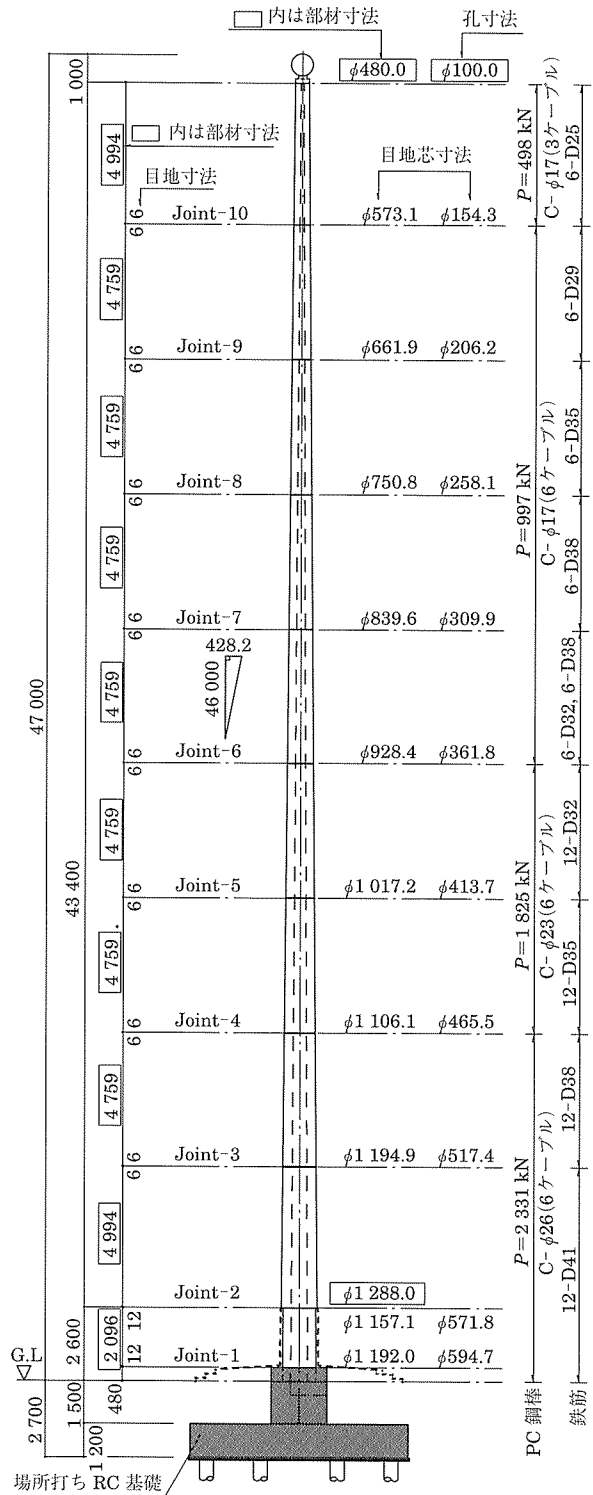 □ 内は部材寸法
孔寸法
φ480.0 φ100.0
1 000
4 994
□ 内は部材寸法
目地寸法
目地芯寸法
P=498 kN
C-φ17(3ケーブル)
6-D25
6 6 Joint-10 φ573.1 φ154.3
4 759
6-D29
6 6 Joint-9 φ661.9 φ206.2
4 759
6-D35
P=997 kN
C-φ17(6 ケーブル)
6 6 Joint-8 φ750.8 φ258.1
4 759
6-D38
6 6 Joint-7 φ839.6 φ309.9
428.2
46 000
4 759
6-D32, 6-D38
47 000
6 6 Joint-6 φ928.4 φ361.8
4 759
12-D32
43 400
P=1 825 kN
C-φ23(6 ケーブル)
6 6 Joint-5 φ1 017.2 φ413.7
4 759
12-D35
6 6 Joint-4 φ1 106.1 φ465.5
4 759
12-D38
6 6 Joint-3 φ1 194.9 φ517.4
P=2 331 kN
C-φ26(6 ケーブル)
4 994
12-D41
Joint-2 φ1 288.0
12 φ1 157.1 φ571.8
2 096
2 600
12 Joint-1 φ1 192.0 φ594.7
G.L
480
1 500
2 700
1 200
PC 鋼棒
鉄筋
場所打ち RC 基礎